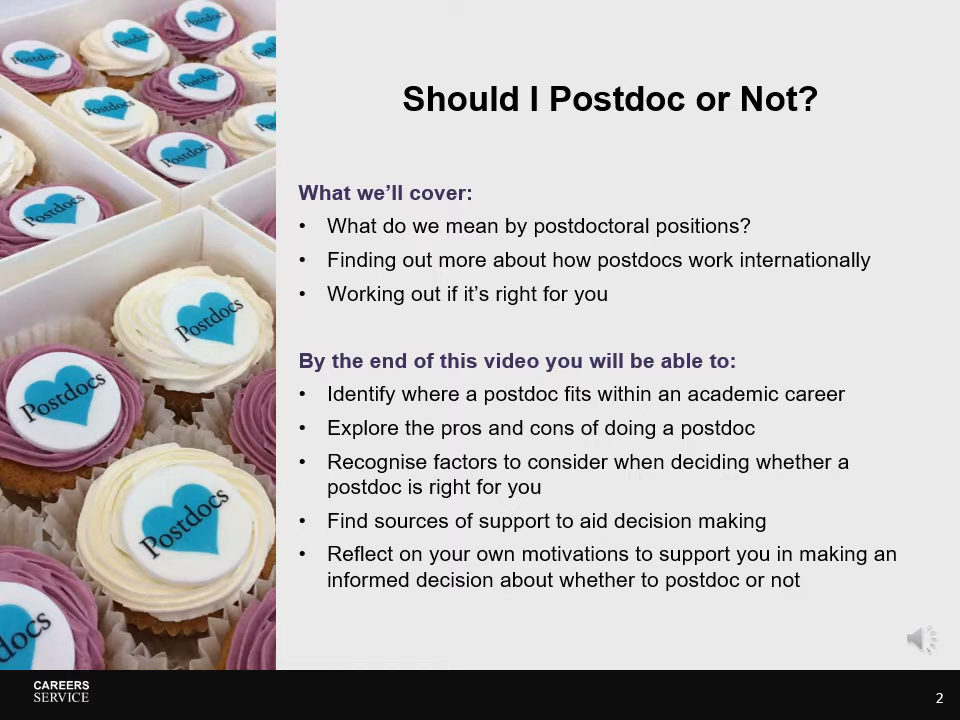 Should I Postdoc or Not?
What we’ll cover:
• What do we mean by postdoctoral positions?
• Finding out more about how postdocs work internationally
• Working out if it’s right for you
By the end of this video you will be able to:
• Identify where a postdoc fits within an academic career
• Explore the pros and cons of doing a postdoc
• Recognise factors to consider when deciding whether a
postdoc is right for you
• Find sources of support to aid decision making
• Reflect on your own motivations to support you in making an
informed decision about whether to postdoc or not
Postdocs
Postdocs
Postdocs
Postdocs
Postdocs
Postdocs
Postdocs
Postdocs
Postdocs
Postdocs
CAREERS
SERVICE
2